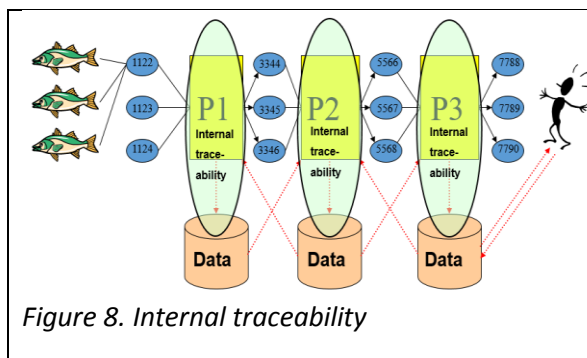 1122 3344 5566 7788
1123 P1 3345 P2 5567 P3 7789
Internal Internal Internal
1124 trace- 3346 trace- 5568 trace- 7790
ability ability ability
Data Data Data
Figure 8. Internal traceability